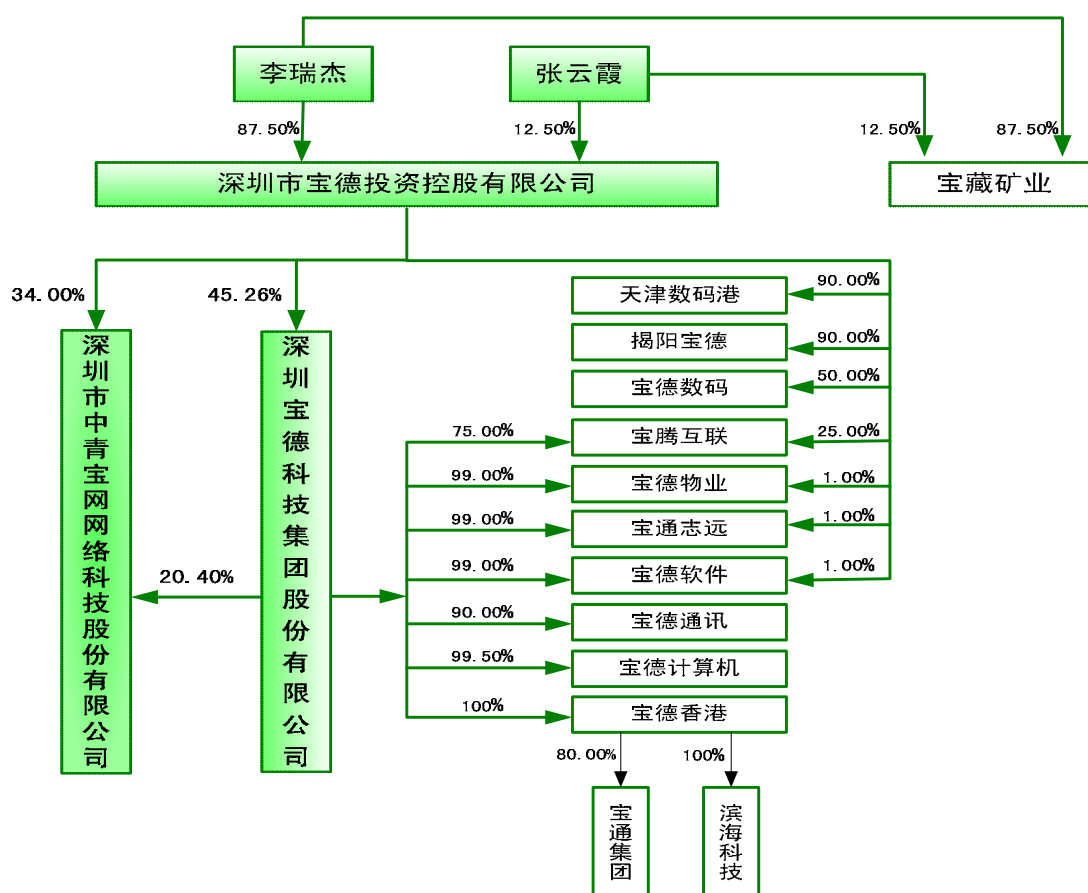 李瑞杰
张云霞
87.50%
12.50%
12.50%
87.50%
深圳市宝德投资控股有限公司
宝藏矿业
34.00%
45.26%
天津数码港
90.00%
揭阳宝德
90.00%
宝德数码
50.00%
75.00%
宝腾互联
25.00%
99.00%
宝德物业
1.00%
99.00%
宝通志远
1.00%
99.00%
宝德软件
1.00%
90.00%
宝德通讯
99.50%
宝德计算机
100%
宝德香港
深圳市中青宝网网络科技股份有限公司
20.40%
深圳宝德科技集团股份有限公司
80.00%
100%
宝通集团
滨海科技